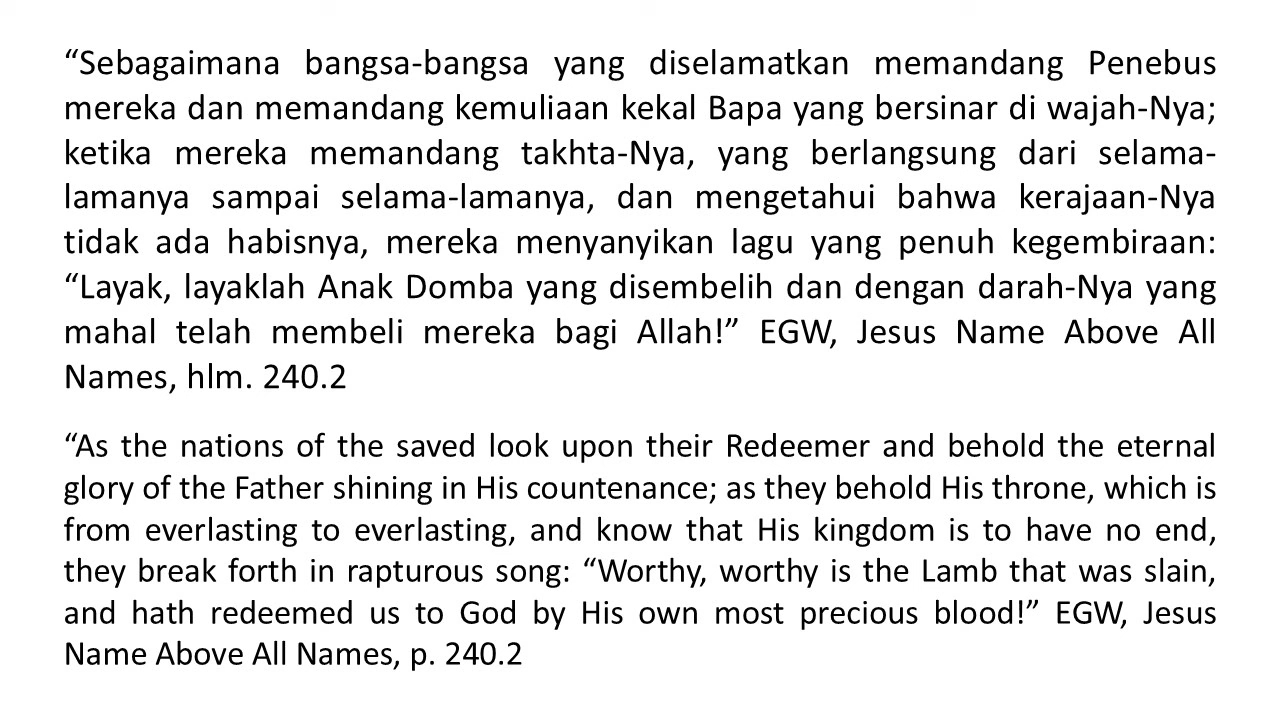 “Sebagaimana bangsa-bangsa yang diselamatkan memandang Penebus
mereka dan memandang kemuliaan kekal Bapa yang bersinar di wajah-Nya;
ketika mereka memandang takhta-Nya, yang berlangsung dari selama-
lamanya sampai selama-lamanya, dan mengetahui bahwa kerajaan-Nya
tidak ada habisnya, mereka menyanyikan lagu yang penuh kegembiraan:
“Layak, layaklah Anak Domba yang disembelih dan dengan darah-Nya yang
mahal telah membeli mereka bagi Allah!” EGW, Jesus Name Above All
Names, hlm. 240.2
“As the nations of the saved look upon their Redeemer and behold the eternal
glory of the Father shining in His countenance; as they behold His throne, which is
from everlasting to everlasting, and know that His kingdom is to have no end,
they break forth in rapturous song: “Worthy, worthy is the Lamb that was slain,
and hath redeemed us to God by His own most precious blood!” EGW, Jesus
Name Above All Names, p. 240.2